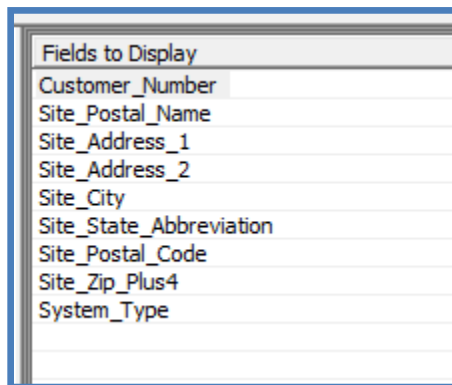 Fields to Display
Customer_Number
Site_Postal_Name
Site_Address_1
Site_Address_2
Site_City
Site_State_Abbreviation
Site_Postal_Code
Site_Zip_Plus4
System_Type